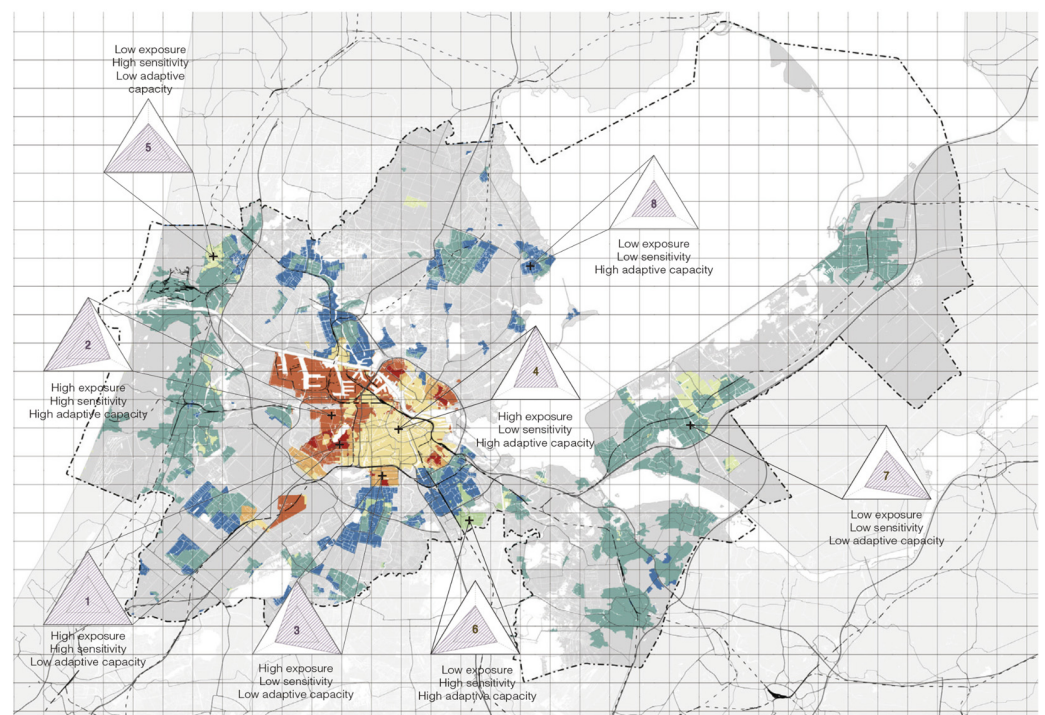 Low exposure
High sensitivity
Low adaptive
capacity
5
8
Low exposure
Low sensitivity
High adaptive capacity
2
High exposure
High sensitivity
High adaptive capacity
4
High exposure
Low sensitivity
High adaptive capacity
7
Low exposure
Low sensitivity
Low adaptive capacity
1
High exposure
High sensitivity
Low adaptive capacity
3
High exposure
Low sensitivity
Low adaptive capacity
6
Low exposure
High sensitivity
High adaptive capacity